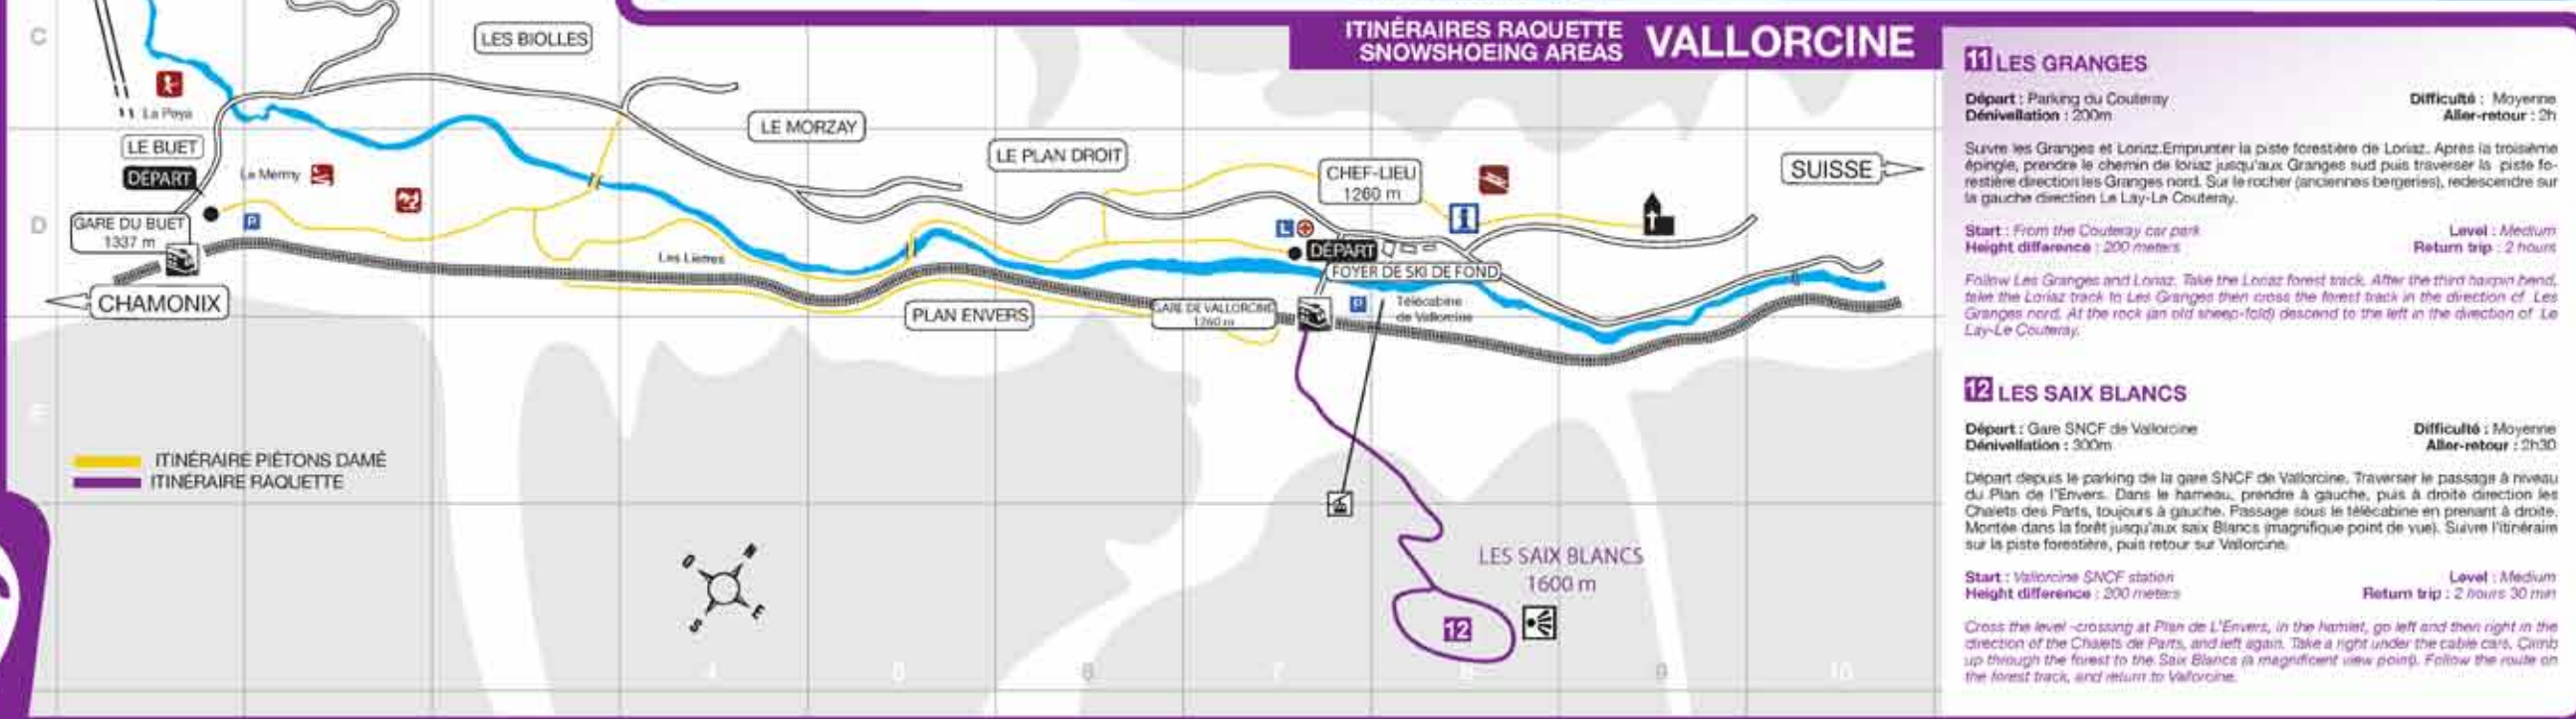 C
ITINÉRAIRES RAQUETTE
SNOWSHOEING AREAS
VALLORCINE
LES BIOLLES
La Poya
LE BUET
DÉPART
La Mermy
LE MORZAY
LE PLAN DROIT
CHEF-LIEU
1260 m
SUISSE
D
GARE DU BUET
1337 m
P
Les Lierres
L
DÉPART
FOYER DE SKI DE FOND
CHAMONIX
PLAN ENVERS
GARE DE VALLORCINE
1260 m
P
Télécabine
de Vallorcine
E
ITINÉRAIRE PIÉTONS DAMÉ
ITINÉRAIRE RAQUETTE
N
O
E
S
LES SAIX BLANCS
1600 m
12
5
6
7
8
9
10
11 LES GRANGES
Départ : Parking du Couteray
Difficulté : Moyenne
Dénivellation : 200m
Aller-retour : 2h
Suivre les Granges et Loriaz.Emprunter la piste forestière de Loriaz. Après la troisième
épingle, prendre le chemin de loriaz jusqu'aux Granges sud puis traverser la piste fo-
restière direction les Granges nord. Sur le rocher (anciennes bergeries), redescendre sur
la gauche direction Le Lay-Le Couteray.
Start : From the Couteray car park
Level : Medium
Height difference : 200 meters
Return trip : 2 hours
Follow Les Granges and Loriaz. Take the Loriaz forest track. After the third hairpin bend,
take the Loriaz track to Les Granges then cross the forest track in the direction of Les
Granges nord. At the rock (an old sheep-fold) descend to the left in the direction of Le
Lay-Le Couteray.
12 LES SAIX BLANCS
Départ : Gare SNCF de Vallorcine
Difficulté : Moyenne
Dénivellation : 300m
Aller-retour : 2h30
Départ depuis le parking de la gare SNCF de Vallorcine. Traverser le passage à niveau
du Plan de l'Envers. Dans le hameau, prendre à gauche, puis à droite direction les
Chalets des Parts, toujours à gauche. Passage sous le télécabine en prenant à droite.
Montée dans la forêt jusqu'aux saix Blancs (magnifique point de vue). Suivre l'itinéraire
sur la piste forestière, puis retour sur Vallorcine.
Start : Vallorcine SNCF station
Level : Medium
Height difference : 200 meters
Return trip : 2 hours 30 min
Cross the level -crossing at Plan de L'Envers, in the hamlet, go left and then right in the
direction of the Chalets de Parts, and left again. Take a right under the cable cars. Climb
up through the forest to the Saix Blancs (a magnificent view point). Follow the route on
the forest track, and return to Vallorcine.